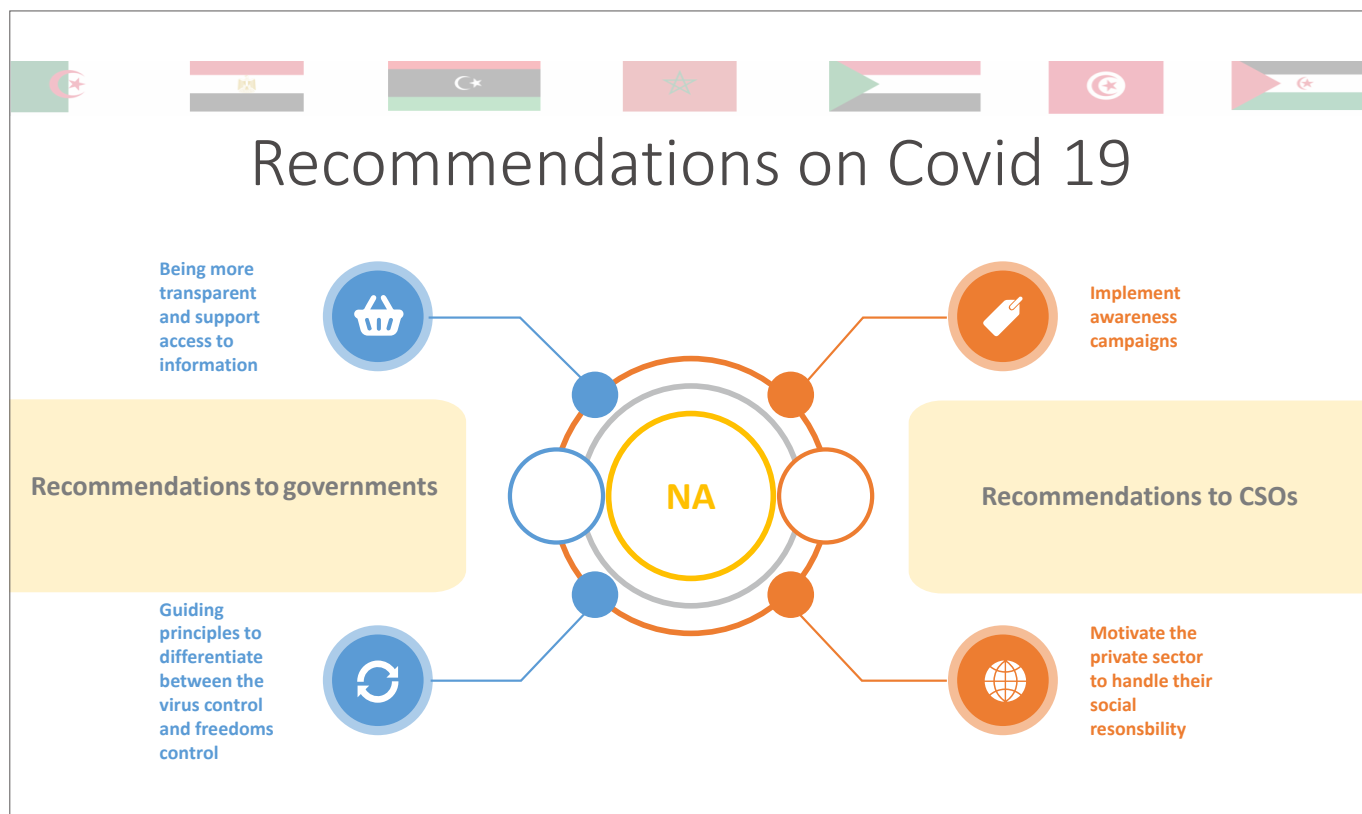 Recommendations on Covid 19
Being more
transparent
and support
access to
information
Recommendations to governments
Guiding
principles to
differentiate
between the
virus control
and freedoms
control
NA
Implement
awareness
campaigns
Recommendations to CSOs
Motivate the
private sector
to handle their
social
resonsbility